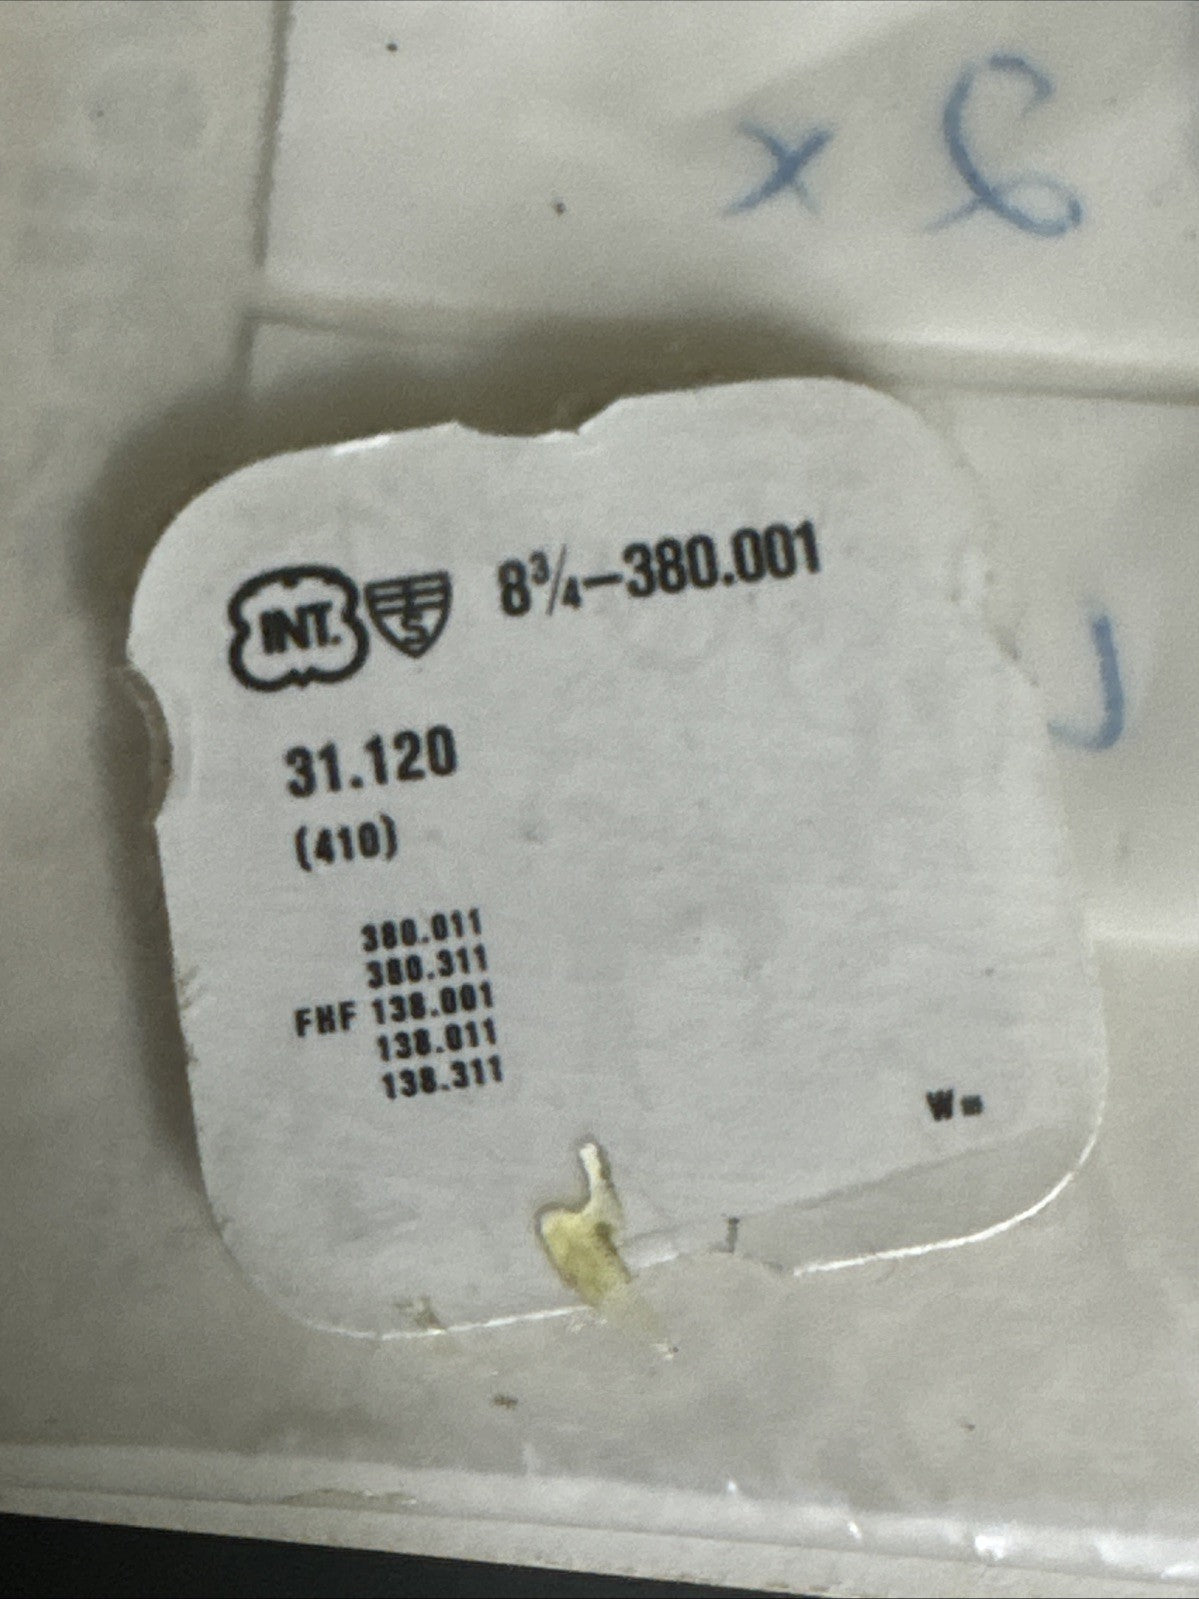 x 6
INT. S 8¾–380.001
31.120
(410)
380.011
380.311
FHF 138.001
138.011
138.311
W